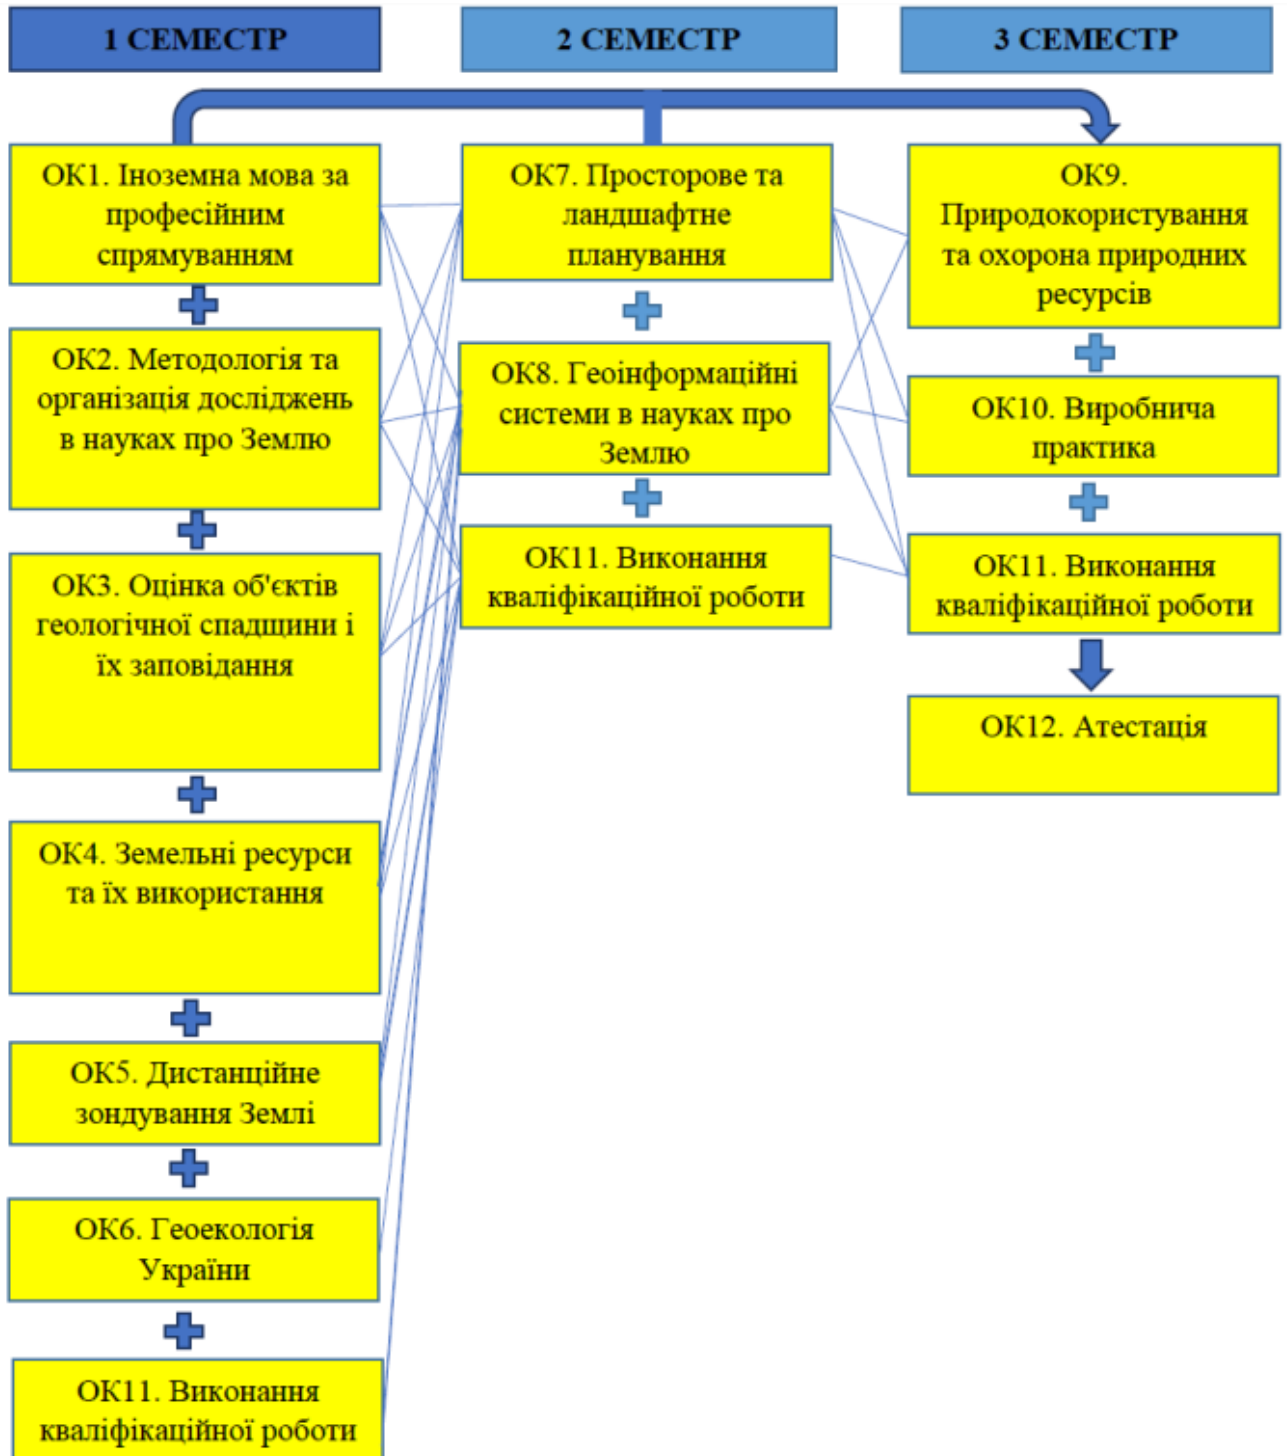 1 СЕМЕСТР
2 СЕМЕСТР
3 СЕМЕСТР
ОК1. Іноземна мова за
професійним
спрямуванням
ОК2. Методологія та
організація досліджень
в науках про Землю
ОК3. Оцінка об'єктів
геологічної спадщини і
їх заповідання
ОК4. Земельні ресурси
та їх використання
ОК5. Дистанційне
зондування Землі
ОК6. Геоекологія
України
ОК11. Виконання
кваліфікаційної роботи
ОК7. Просторове та
ландшафтне
планування
ОК8. Геоінформаційні
системи в науках про
Землю
ОК11. Виконання
кваліфікаційної роботи
ОК9.
Природокористування
та охорона природних
ресурсів
ОК10. Виробнича
практика
ОК11. Виконання
кваліфікаційної роботи
ОК12. Атестація